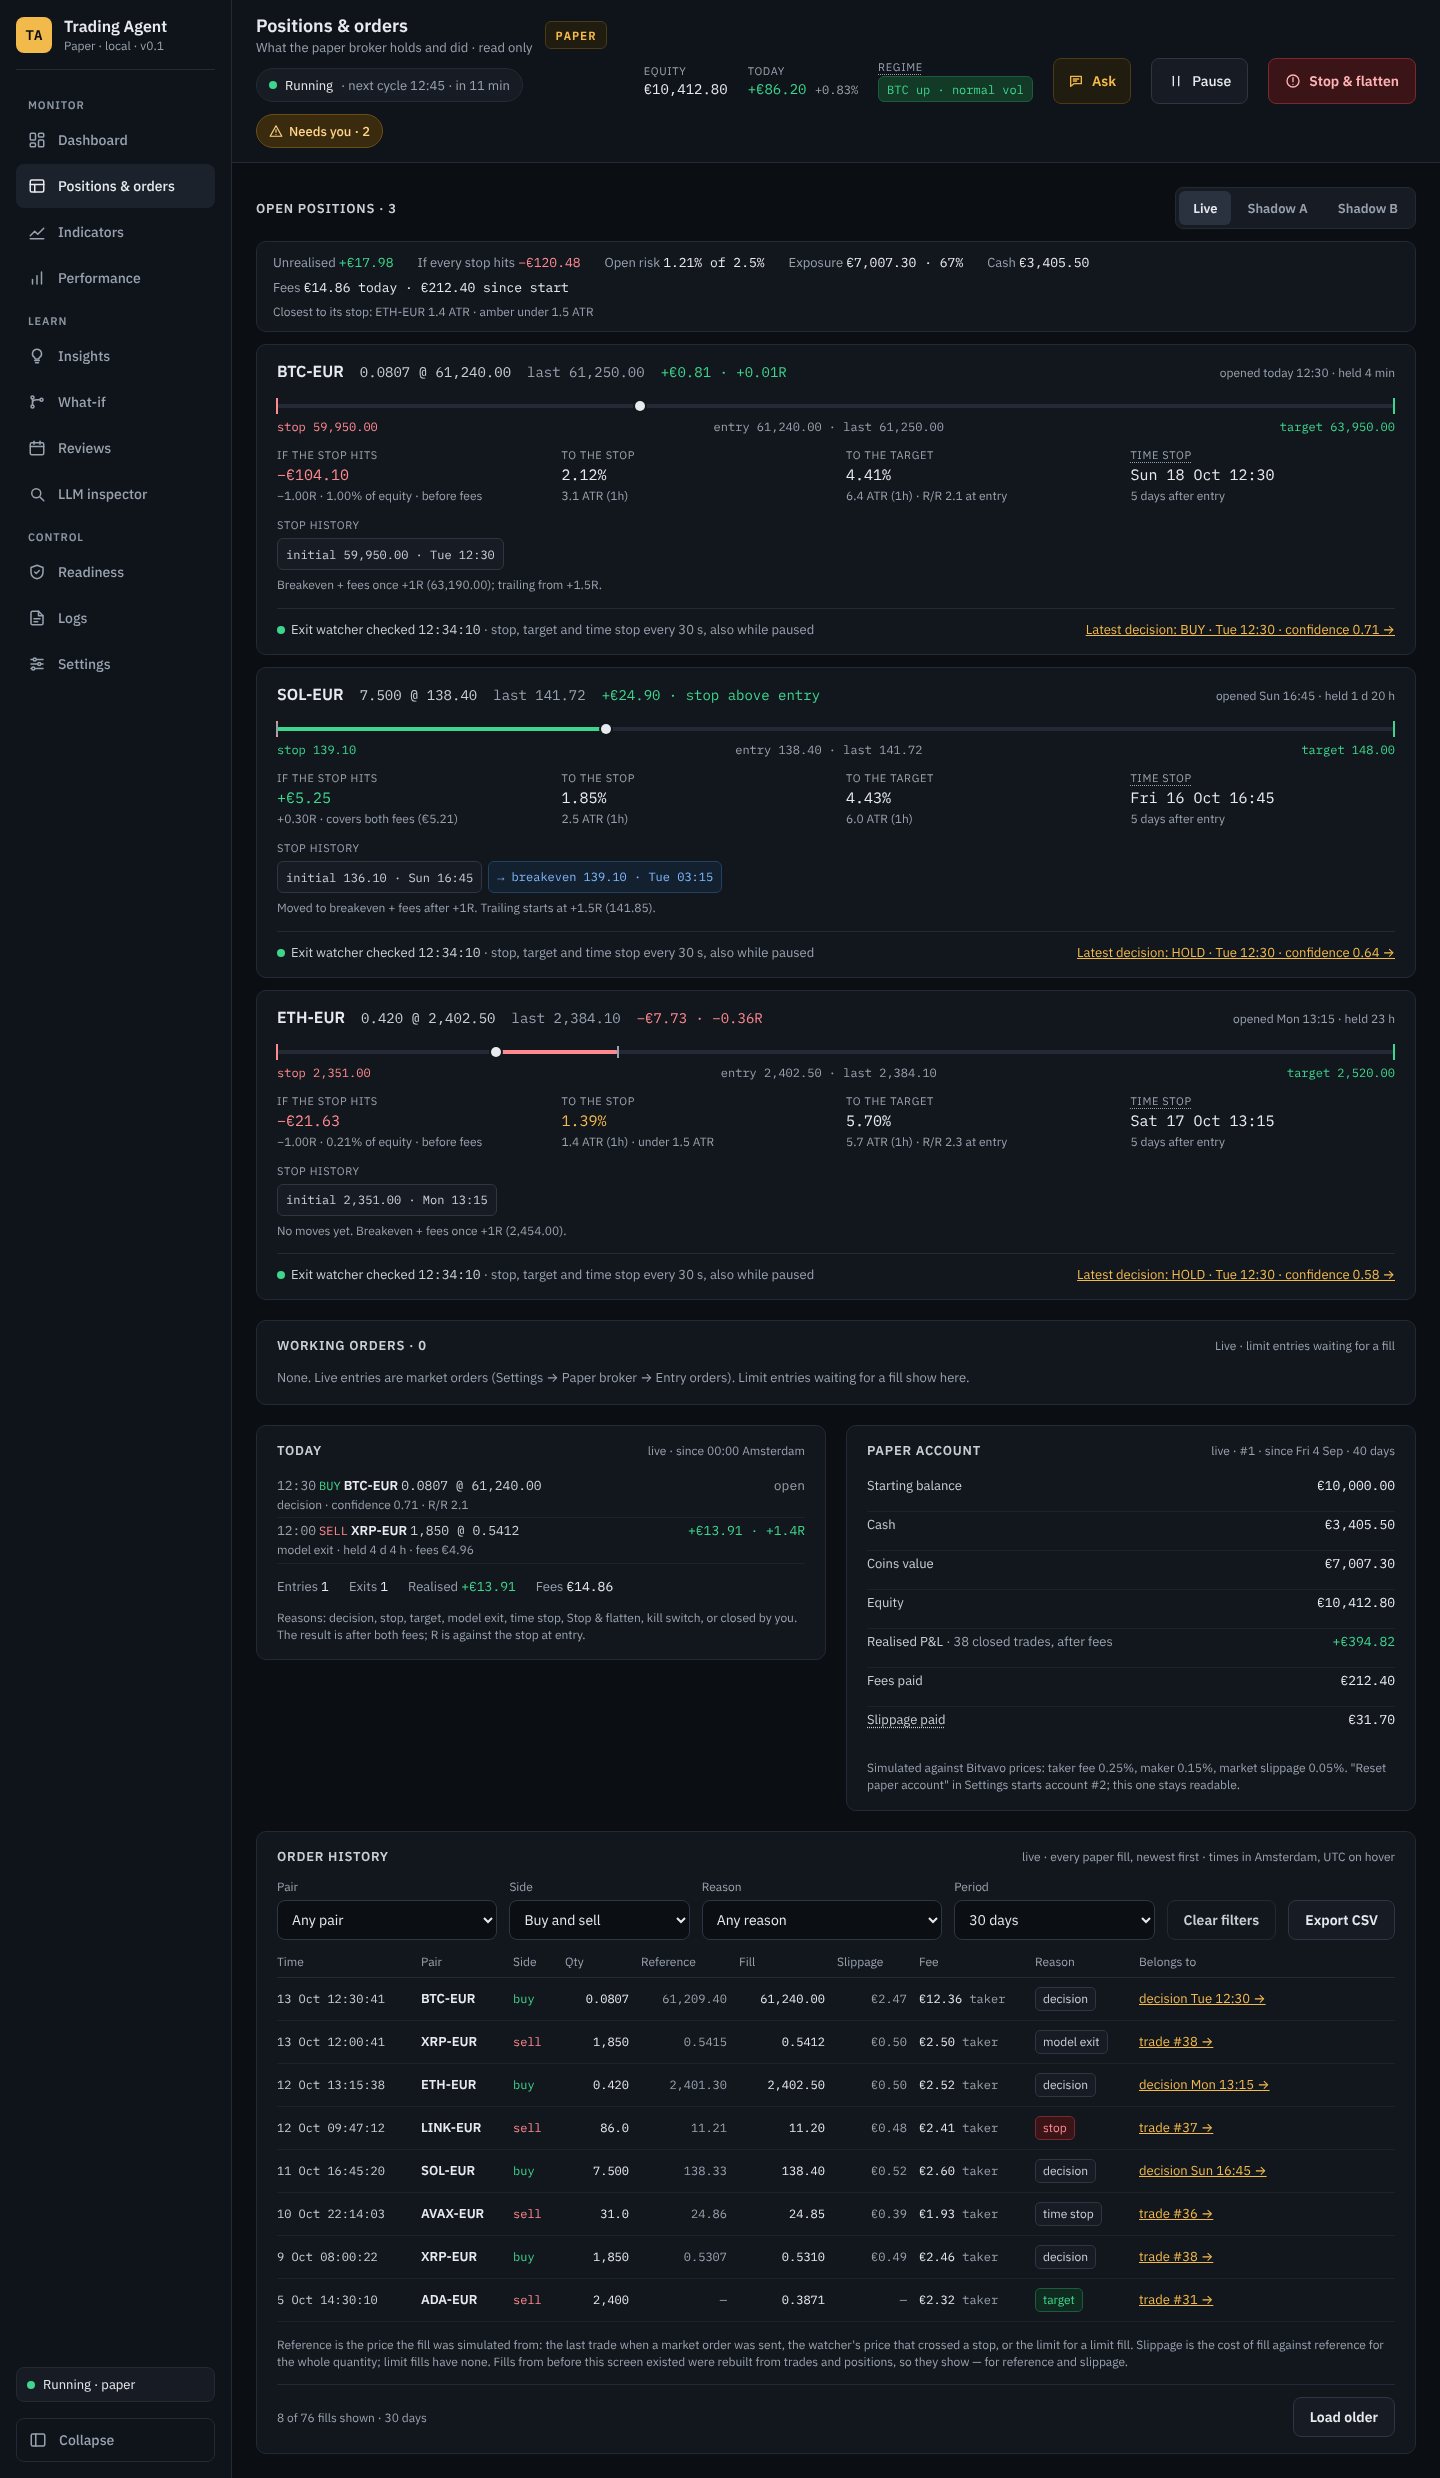 TA
Trading Agent
Paper · local · v0.1
MONITOR
Dashboard
Positions & orders
Indicators
Performance
LEARN
Insights
What-if
Reviews
LLM inspector
CONTROL
Readiness
Logs
Settings
Running · paper
Collapse
Positions & orders
What the paper broker holds and did · read only
PAPER
Running · next cycle 12:45 · in 11 min
Needs you · 2
EQUITY
€10,412.80
TODAY
+€86.20 +0.83%
REGIME
BTC up · normal vol
Ask
Pause
Stop & flatten
OPEN POSITIONS · 3
Live Shadow A Shadow B
Unrealised +€17.98 If every stop hits −€120.48 Open risk 1.21% of 2.5% Exposure €7,007.30 · 67% Cash €3,405.50
Fees €14.86 today · €212.40 since start
Closest to its stop: ETH-EUR 1.4 ATR · amber under 1.5 ATR
BTC-EUR 0.0807 @ 61,240.00 last 61,250.00 +€0.81 · +0.01R opened today 12:30 · held 4 min
stop 59,950.00 entry 61,240.00 · last 61,250.00 target 63,950.00
IF THE STOP HITS TO THE STOP TO THE TARGET TIME STOP
−€104.10 2.12% 4.41% Sun 18 Oct 12:30
−1.00R · 1.00% of equity · before fees 3.1 ATR (1h) 6.4 ATR (1h) · R/R 2.1 at entry 5 days after entry
STOP HISTORY
initial 59,950.00 · Tue 12:30
Breakeven + fees once +1R (63,190.00); trailing from +1.5R.
Exit watcher checked 12:34:10 · stop, target and time stop every 30 s, also while paused Latest decision: BUY · Tue 12:30 · confidence 0.71 →
SOL-EUR 7.500 @ 138.40 last 141.72 +€24.90 · stop above entry opened Sun 16:45 · held 1 d 20 h
stop 139.10 entry 138.40 · last 141.72 target 148.00
IF THE STOP HITS TO THE STOP TO THE TARGET TIME STOP
+€5.25 1.85% 4.43% Fri 16 Oct 16:45
+0.30R · covers both fees (€5.21) 2.5 ATR (1h) 6.0 ATR (1h) 5 days after entry
STOP HISTORY
initial 136.10 · Sun 16:45 → breakeven 139.10 · Tue 03:15
Moved to breakeven + fees after +1R. Trailing starts at +1.5R (141.85).
Exit watcher checked 12:34:10 · stop, target and time stop every 30 s, also while paused Latest decision: HOLD · Tue 12:30 · confidence 0.64 →
ETH-EUR 0.420 @ 2,402.50 last 2,384.10 −€7.73 · −0.36R opened Mon 13:15 · held 23 h
stop 2,351.00 entry 2,402.50 · last 2,384.10 target 2,520.00
IF THE STOP HITS TO THE STOP TO THE TARGET TIME STOP
−€21.63 1.39% 5.70% Sat 17 Oct 13:15
−1.00R · 0.21% of equity · before fees 1.4 ATR (1h) · under 1.5 ATR 5.7 ATR (1h) · R/R 2.3 at entry 5 days after entry
STOP HISTORY
initial 2,351.00 · Mon 13:15
No moves yet. Breakeven + fees once +1R (2,454.00).
Exit watcher checked 12:34:10 · stop, target and time stop every 30 s, also while paused Latest decision: HOLD · Tue 12:30 · confidence 0.58 →
WORKING ORDERS · 0 Live · limit entries waiting for a fill
None. Live entries are market orders (Settings → Paper broker → Entry orders). Limit entries waiting for a fill show here.
TODAY live · since 00:00 Amsterdam
12:30 BUY BTC-EUR 0.0807 @ 61,240.00 open
decision · confidence 0.71 · R/R 2.1
12:00 SELL XRP-EUR 1,850 @ 0.5412 +€13.91 · +1.4R
model exit · held 4 d 4 h · fees €4.96
Entries 1 Exits 1 Realised +€13.91 Fees €14.86
Reasons: decision, stop, target, model exit, time stop, Stop & flatten, kill switch, or closed by you.
The result is after both fees; R is against the stop at entry.
PAPER ACCOUNT live · #1 · since Fri 4 Sep · 40 days
Starting balance €10,000.00
Cash €3,405.50
Coins value €7,007.30
Equity €10,412.80
Realised P&L · 38 closed trades, after fees +€394.82
Fees paid €212.40
Slippage paid €31.70
Simulated against Bitvavo prices: taker fee 0.25%, maker 0.15%, market slippage 0.05%. "Reset
paper account" in Settings starts account #2; this one stays readable.
ORDER HISTORY live · every paper fill, newest first · times in Amsterdam, UTC on hover
Pair Side Reason Period
Any pair Buy and sell Any reason 30 days Clear filters Export CSV
Time Pair Side Qty Reference Fill Slippage Fee Reason Belongs to
13 Oct 12:30:41 BTC-EUR buy 0.0807 61,209.40 61,240.00 €2.47 €12.36 taker decision decision Tue 12:30 →
13 Oct 12:00:41 XRP-EUR sell 1,850 0.5415 0.5412 €0.50 €2.50 taker model exit trade #38 →
12 Oct 13:15:38 ETH-EUR buy 0.420 2,401.30 2,402.50 €0.50 €2.52 taker decision decision Mon 13:15 →
12 Oct 09:47:12 LINK-EUR sell 86.0 11.21 11.20 €0.48 €2.41 taker stop trade #37 →
11 Oct 16:45:20 SOL-EUR buy 7.500 138.33 138.40 €0.52 €2.60 taker decision decision Sun 16:45 →
10 Oct 22:14:03 AVAX-EUR sell 31.0 24.86 24.85 €0.39 €1.93 taker time stop trade #36 →
9 Oct 08:00:22 XRP-EUR buy 1,850 0.5307 0.5310 €0.49 €2.46 taker decision trade #38 →
5 Oct 14:30:10 ADA-EUR sell 2,400 — 0.3871 — €2.32 taker target trade #31 →
Reference is the price the fill was simulated from: the last trade when a market order was sent, the watcher's price that crossed a stop, or the limit for a limit fill. Slippage is the cost of fill against reference for
the whole quantity; limit fills have none. Fills from before this screen existed were rebuilt from trades and positions, so they show — for reference and slippage.
8 of 76 fills shown · 30 days Load older